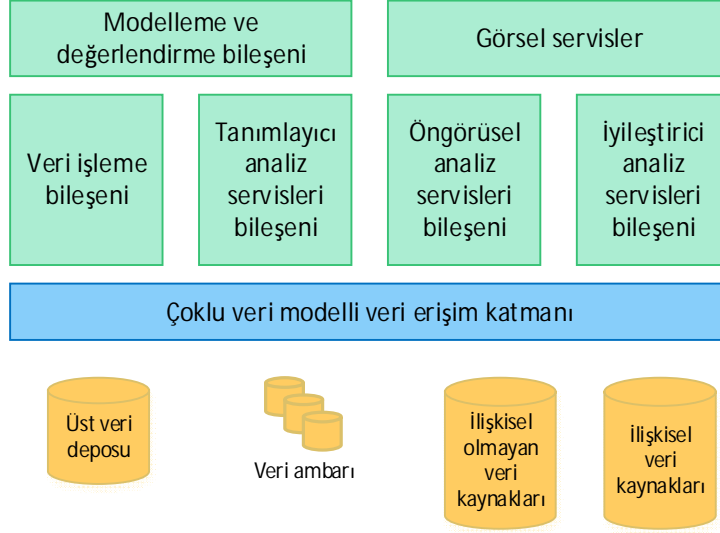 Modelleme ve
değerlendirme bileşeni
Görsel servisler
Veri işleme
bileşeni
Tanımlayıcı
analiz
servisleri
bileşeni
Öngörüsel
analiz
servisleri
bileşeni
İyileştirici
analiz
servisleri
bileşeni
Çoklu veri modelli veri erişim katmanı
Üst veri
deposu
Veri ambarı
İlişkisel
olmayan
veri
kaynakları
İlişkisel
veri
kaynakları